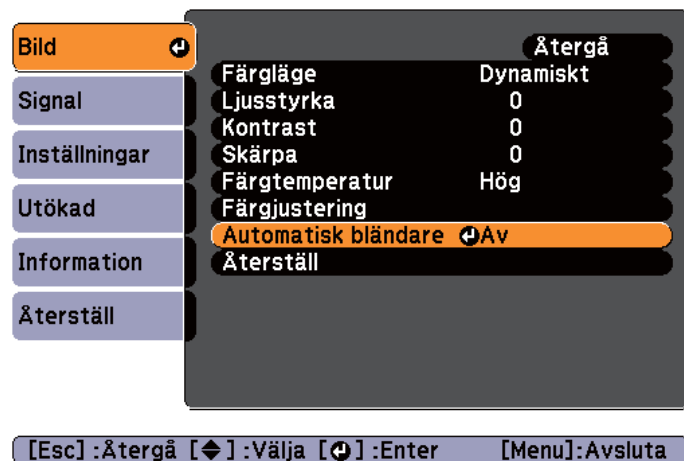 Bild
Signal
Inställningar
Utökad
Information
Återställ
Återgå
Färgläge Dynamiskt
Ljusstyrka 0
Kontrast 0
Skärpa 0
Färgtemperatur Hög
Färgjustering
Automatisk bländare Av
Återställ
[Esc] :Återgå [ ] :Välja [ ] :Enter [Menu]:Avsluta